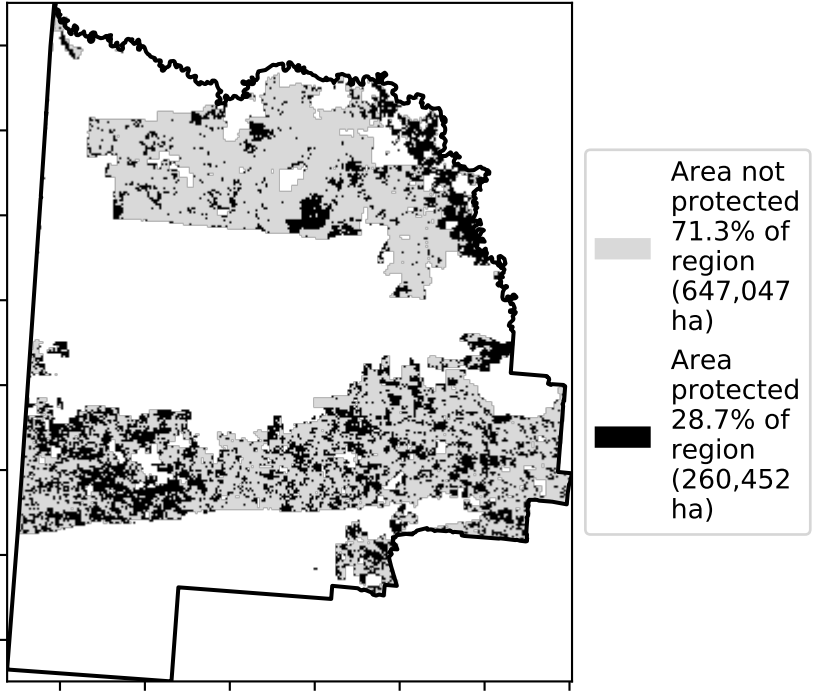 Area not
protected
71.3% of
region
(647,047
ha)
Area
protected
28.7% of
region
(260,452
ha)